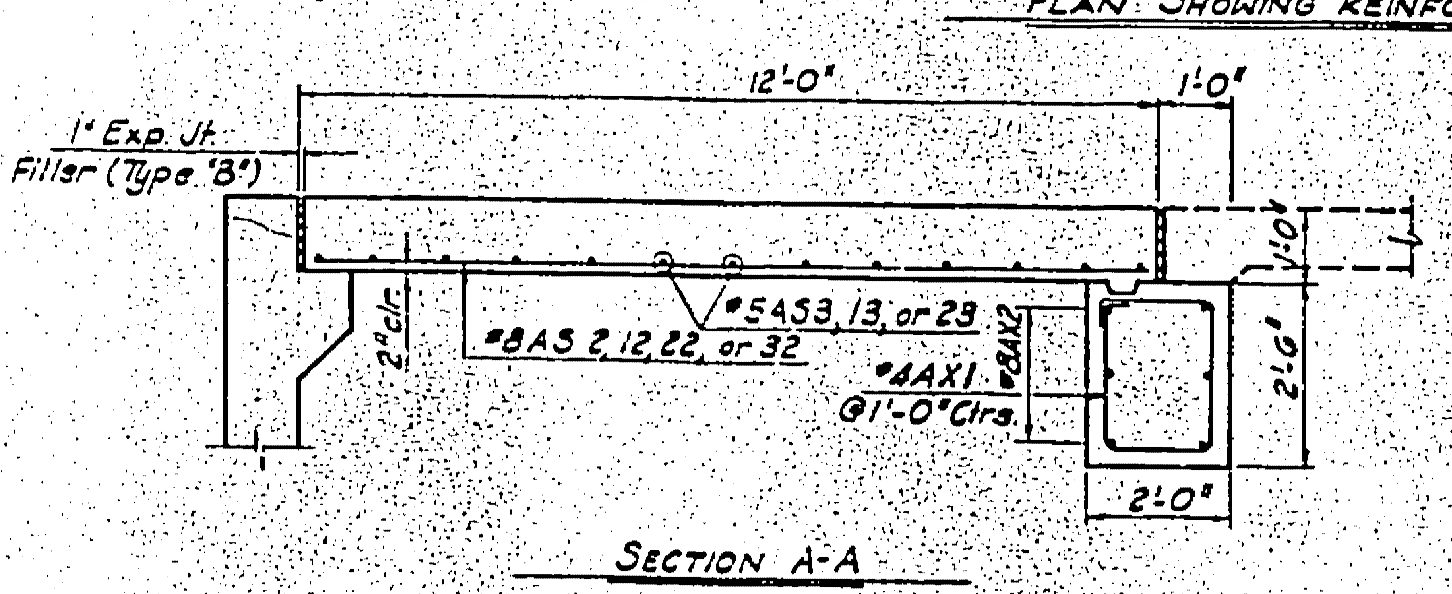 PLAN SHOWING REINFO
12'-0"
1'-0"
1" Exp. Jt.
Filler (Type "B")
1'-0"
2" clr.
#5AS3, 13, or 23
#8AS 2, 12, 22, or 32
#8AX2
#4AX1
@1'-0" Ctrs.
2'-6"
2'-0"
SECTION A-A